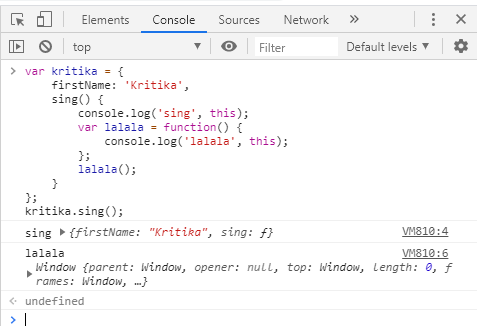 Elements Console Sources Network »
top Filter Default levels
> var kritika = {
    firstName: 'Kritika',
    sing() {
        console.log('sing', this);
        var lalala = function() {
            console.log('lalala', this);
        };
        lalala();
    }
};
kritika.sing();
sing ▶{firstName: "Kritika", sing: ƒ} VM810:4
lalala VM810:6
▶Window {parent: Window, opener: null, top: Window, length: 0, f
rames: Window, …}
undefined
>